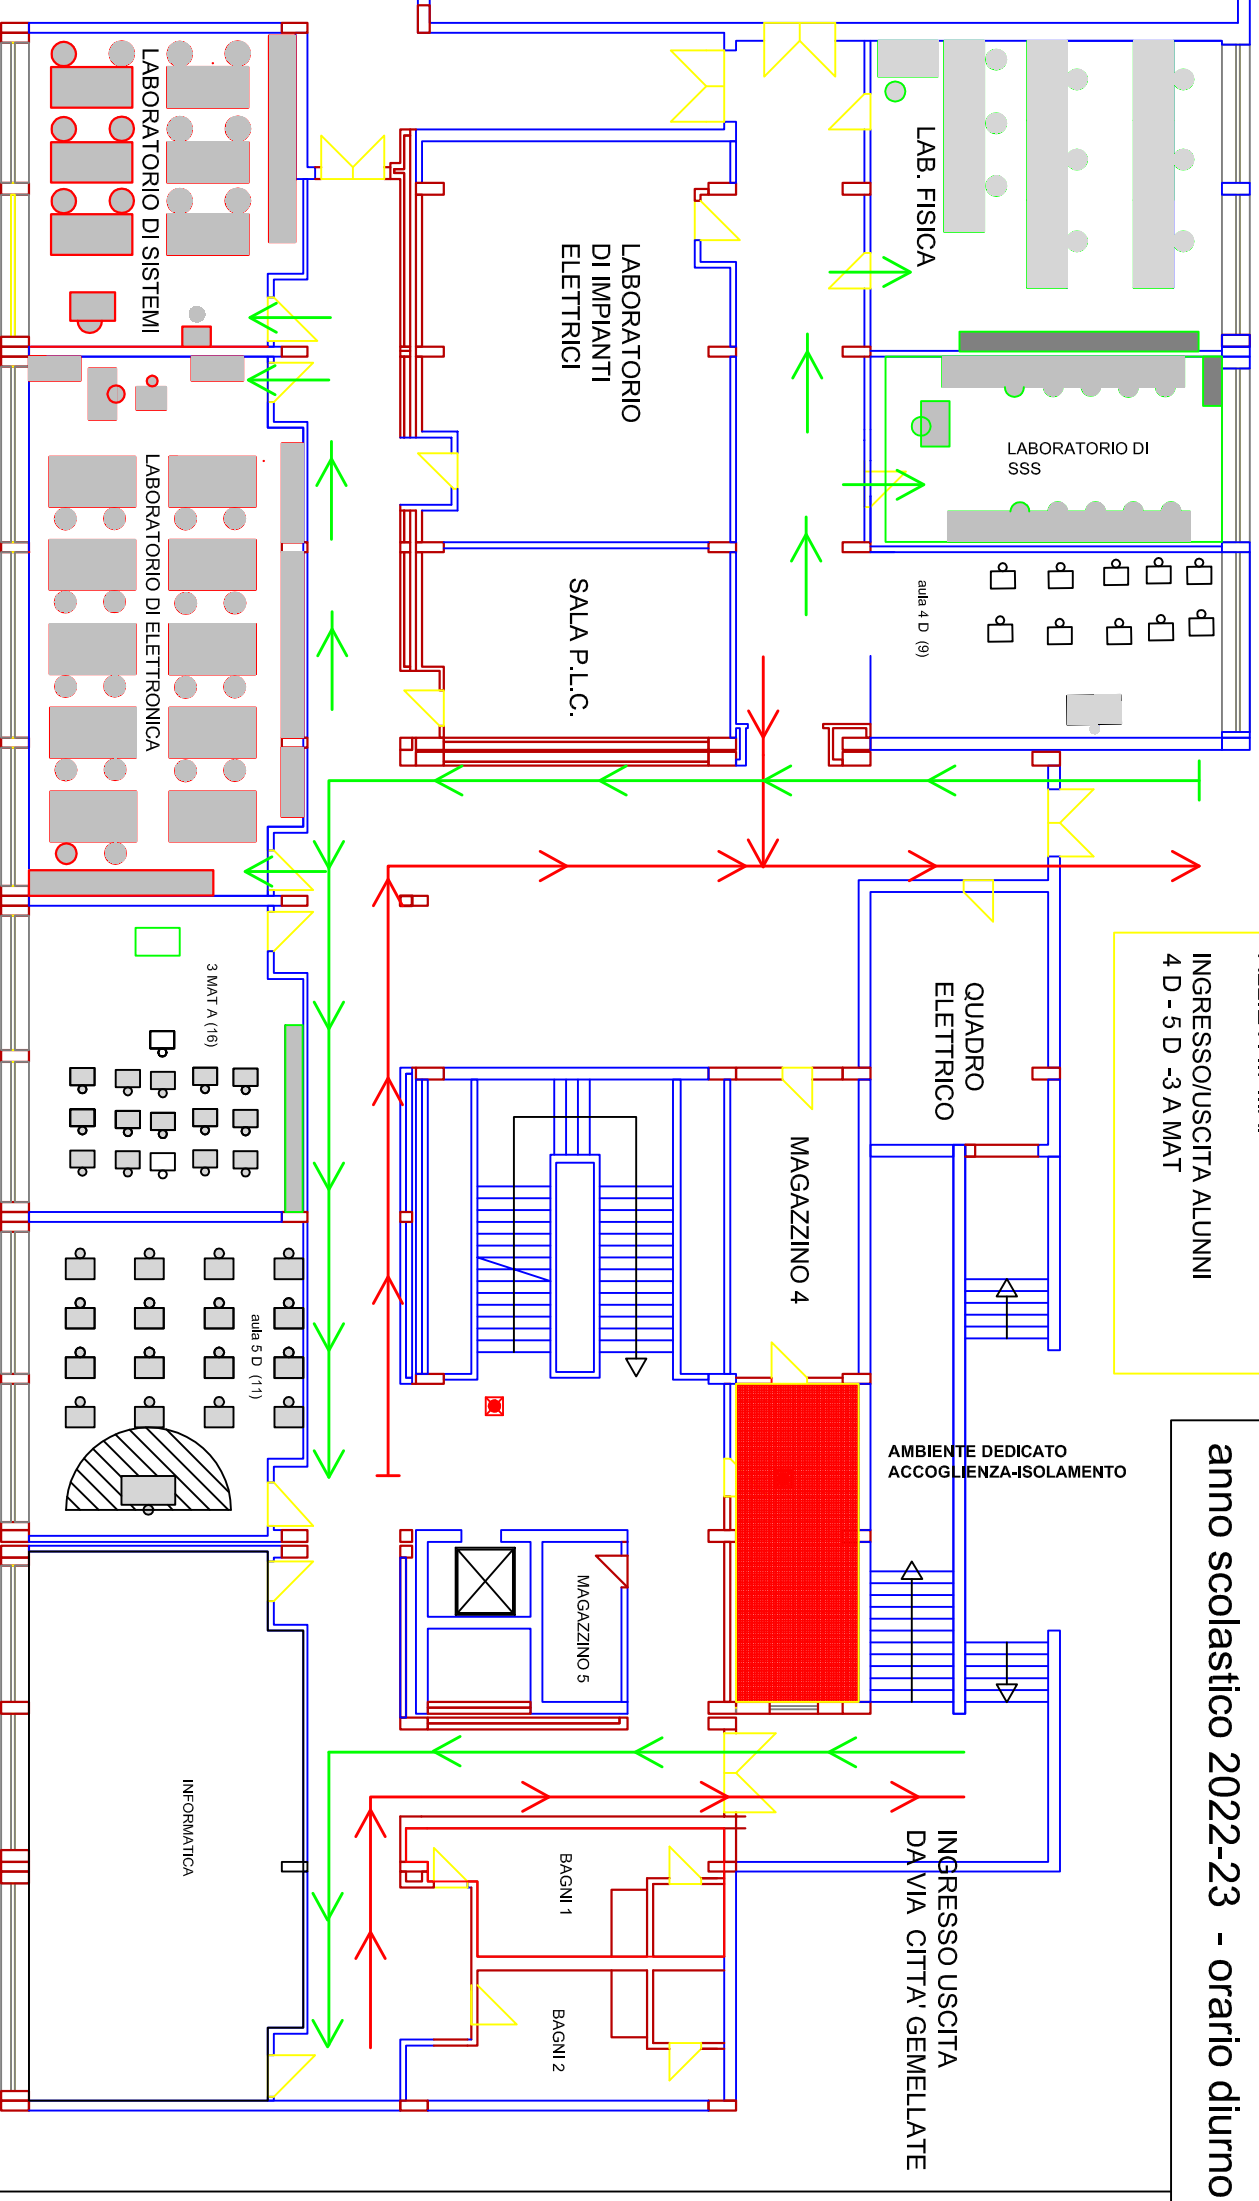 anno scolastico 2022-23 - orario diurno
INGRESSO/USCITA ALUNNI
4 D - 5 D -3 A MAT
LAB. FISICA
LABORATORIO DI
SSS
aula 4 D (9)
LABORATORIO
DI IMPIANTI
ELETTRICI
SALA P.L.C.
LABORATORIO DI SISTEMI
LABORATORIO DI ELETTRONICA
3 MAT A (16)
aula 5 D (11)
INFORMATICA
QUADRO
ELETTRICO
MAGAZZINO 4
AMBIENTE DEDICATO
ACCOGLIENZA-ISOLAMENTO
MAGAZZINO 5
BAGNI 1
BAGNI 2
INGRESSO USCITA
DA VIA CITTA' GEMELLATE